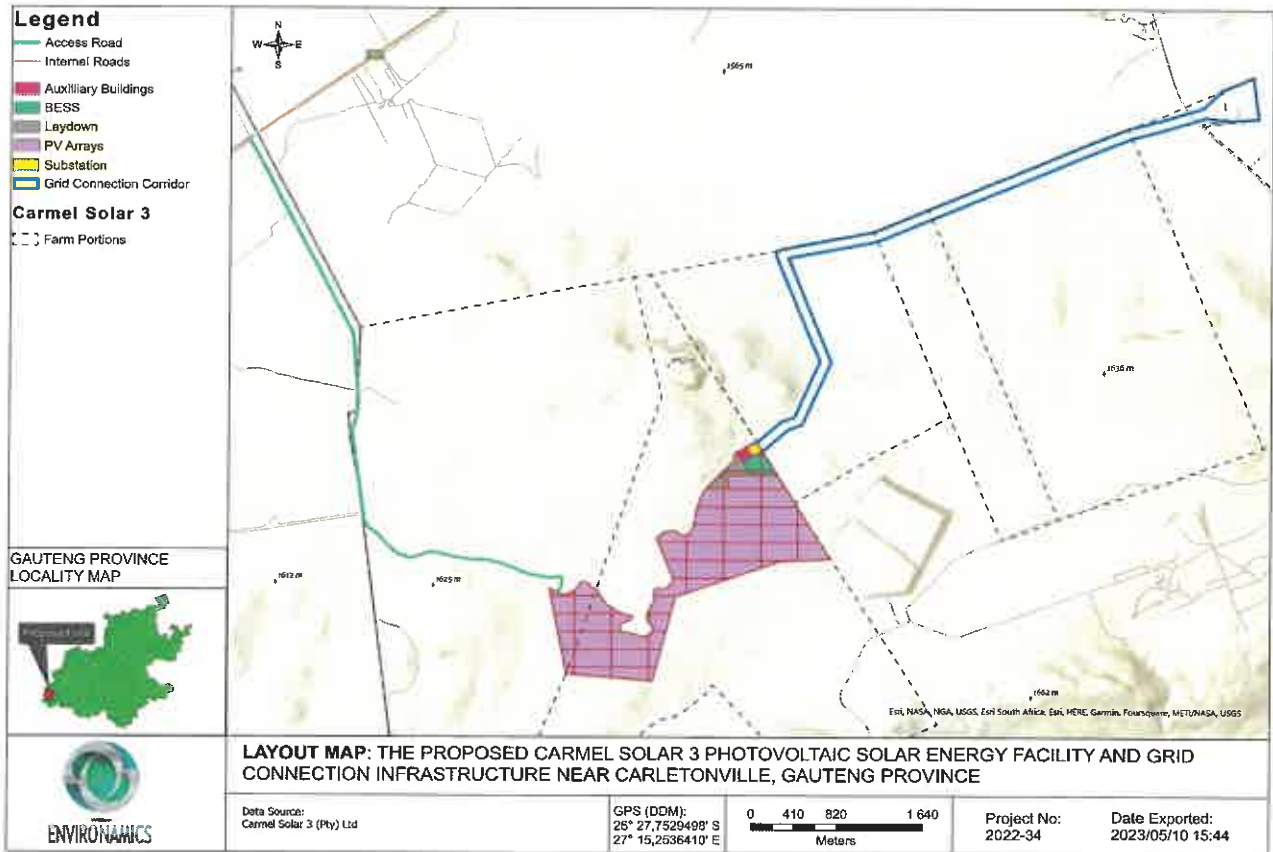 Legend
Access Road
Internel Roads
Auxilliary Buildings
BESS
Laydown
PV Arrays
Substation
Grid Connection Corridor
Carmel Solar 3
Farm Portions
N
W E
S
1565 m
1636 m
1612 m
1625 m
1662 m
Esri, NASA, NGA, USGS, Esri South Africa, Esri, HERE, Garmin, Foursquare, METI/NASA, USGS
GAUTENG PROVINCE
LOCALITY MAP
ENVIRONAMICS
LAYOUT MAP: THE PROPOSED CARMEL SOLAR 3 PHOTOVOLTAIC SOLAR ENERGY FACILITY AND GRID
CONNECTION INFRASTRUCTURE NEAR CARLETONVILLE, GAUTENG PROVINCE
Data Source:
Carmel Solar 3 (Pty) Ltd
GPS (DDM):
26° 27,7529498' S
27° 15,2636410' E
0 410 820 1 640
Meters
Project No:
2022-34
Date Exported:
2023/05/10 15:44